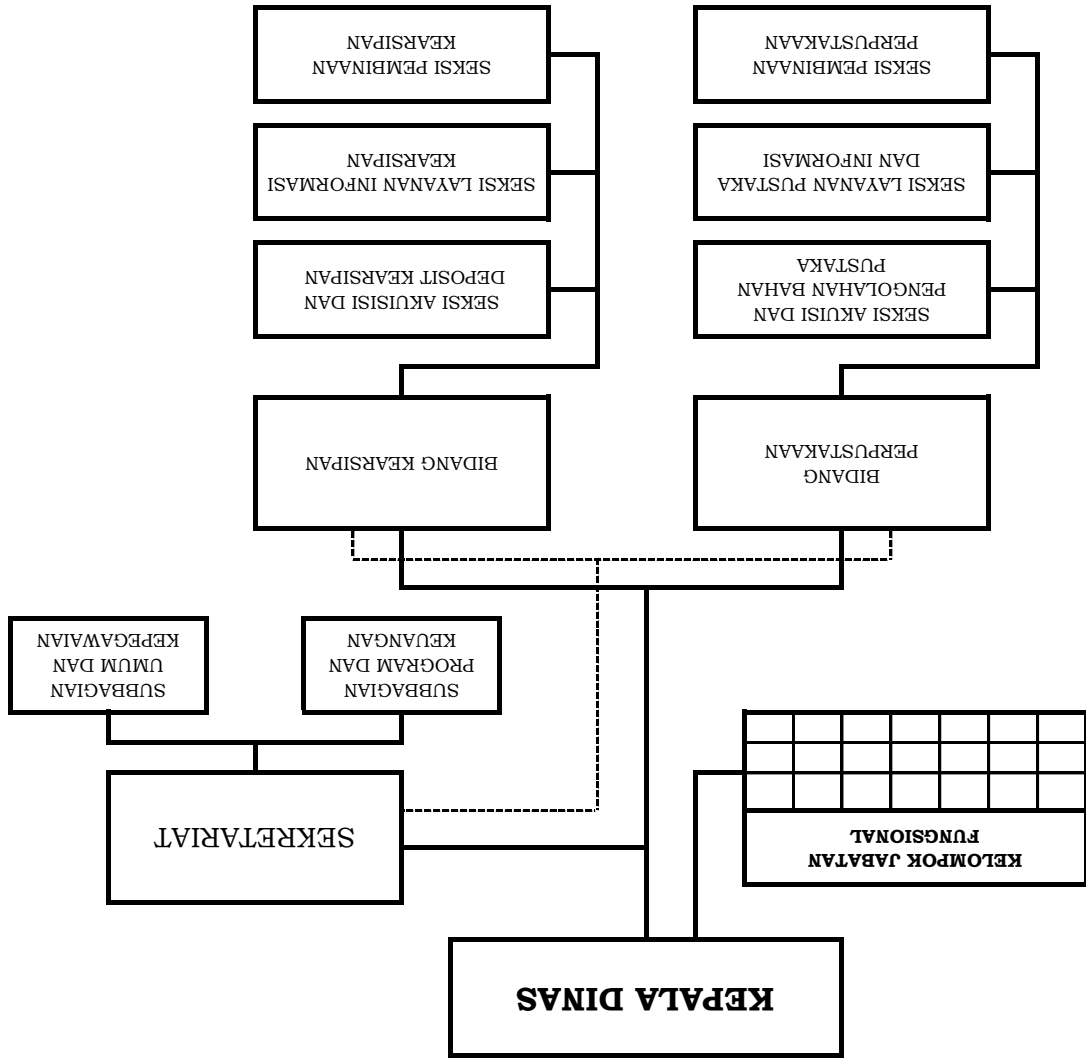 KEPALA DINAS
KELOMPOK JABATAN
FUNGSIONAL
SEKRETARIAT
SUBBAGIAN
PROGRAM DAN
KEUANGAN
SUBBAGIAN
UMUM DAN
KEPEGAWAIAN
BIDANG
PERPUSTAKAAN
BIDANG KEARSIPAN
SEKSI AKUISI DAN
PENGOLAHAN BAHAN
PUSTAKA
SEKSI AKUISISI DAN
DEPOSIT KEARSIPAN
SEKSI LAYANAN PUSTAKA
DAN INFORMASI
SEKSI LAYANAN INFORMASI
KEARSIPAN
SEKSI PEMBINAAN
PERPUSTAKAAN
SEKSI PEMBINAAN
KEARSIPAN